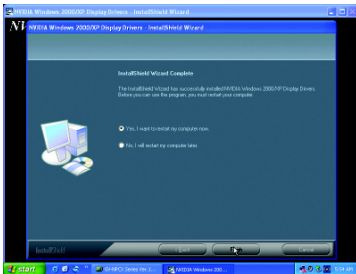 NVIDIA Windows 2000/XP Display Drivers - InstallShield Wizard
NV
NVIDIA Windows 2000/XP Display Drivers - InstallShield Wizard
InstallShield Wizard Complete
The InstallShield Wizard has successfully installed NVIDIA Windows 2000/XP Display Drivers.
Before you can use the program, you must restart your computer.
Yes, I want to restart my computer now.
No, I will restart my computer later.
InstallShield
< Back
Cancel
start
NVIDIA Windows 200...